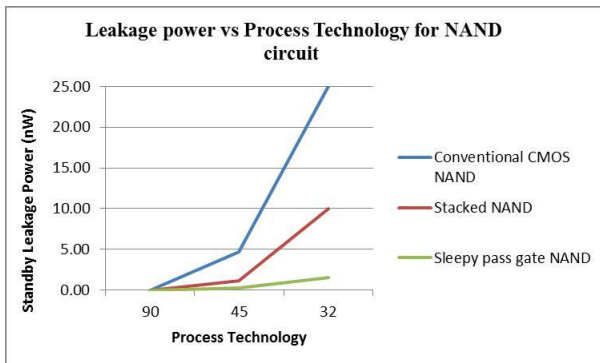 Leakage power vs Process Technology for NAND
circuit
25.00
20.00
15.00
10.00
5.00
0.00
Standby Leakage Power (nW)
90
45
32
Process Technology
Conventional CMOS
NAND
Stacked NAND
Sleepy pass gate NAND